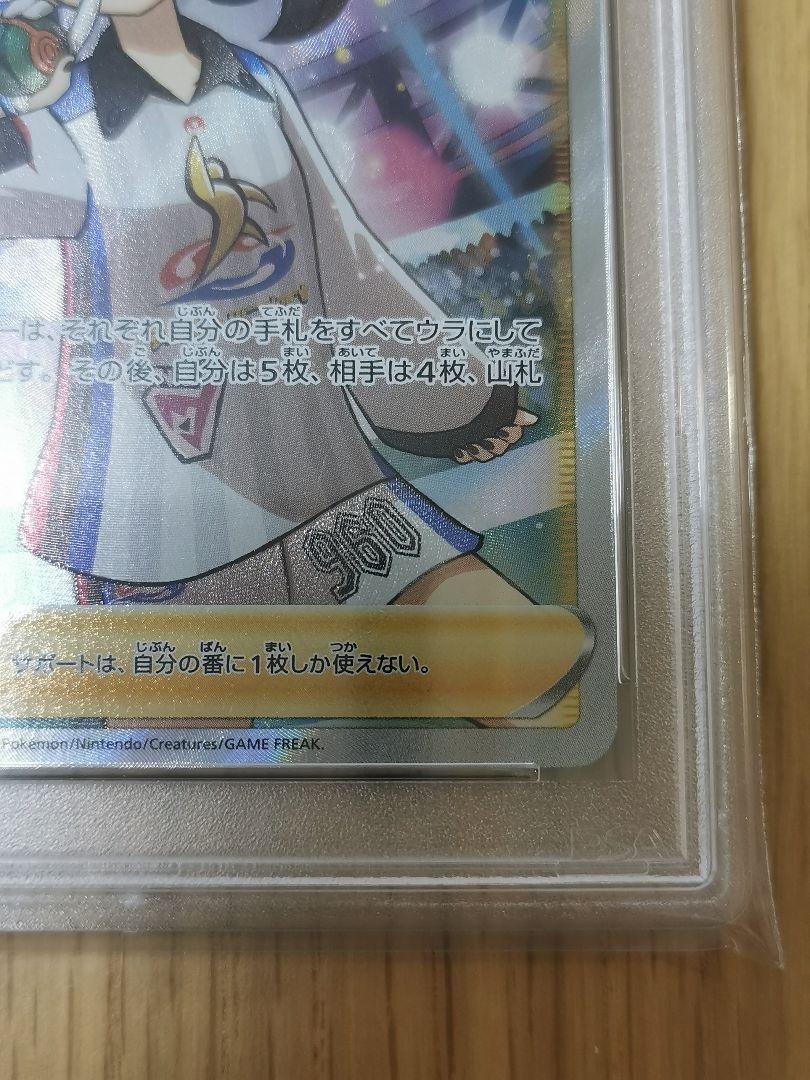 960
ーは、それぞれ自分の手札をすべてウラにして
どす。その後、自分は5枚、相手は4枚、山札
サポートは、自分の番に1枚しか使えない。
Pokémon/Nintendo/Creatures/GAME FREAK.
PSA